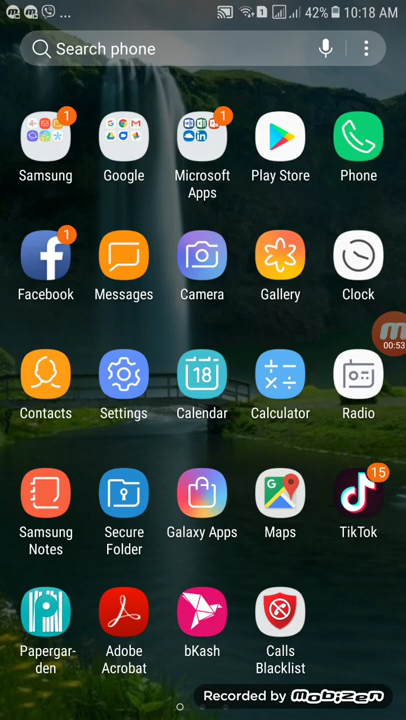 42% 10:18 AM
Search phone
1
1
Samsung
Google
Microsoft
Apps
Play Store
Phone
1
Facebook
Messages
Camera
Gallery
Clock
00:53
18
Contacts
Settings
Calendar
Calculator
Radio
15
Samsung
Notes
Secure
Folder
Galaxy Apps
Maps
TikTok
Papergar-
den
Adobe
Acrobat
bKash
Calls
Blacklist
Recorded by mobizen